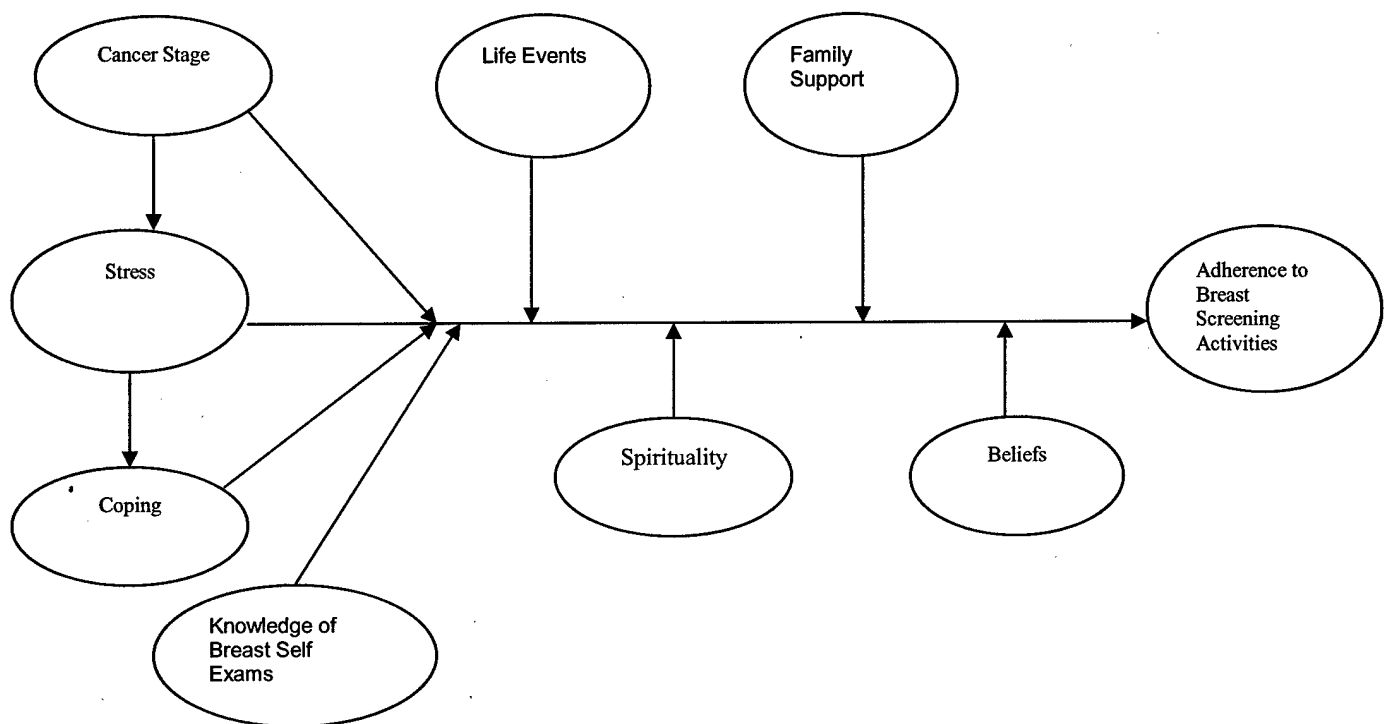 Cancer Stage
Life Events
Family
Support
Stress
Adherence to
Breast
Screening
Activities
Spirituality
Beliefs
Coping
Knowledge of
Breast Self
Exams